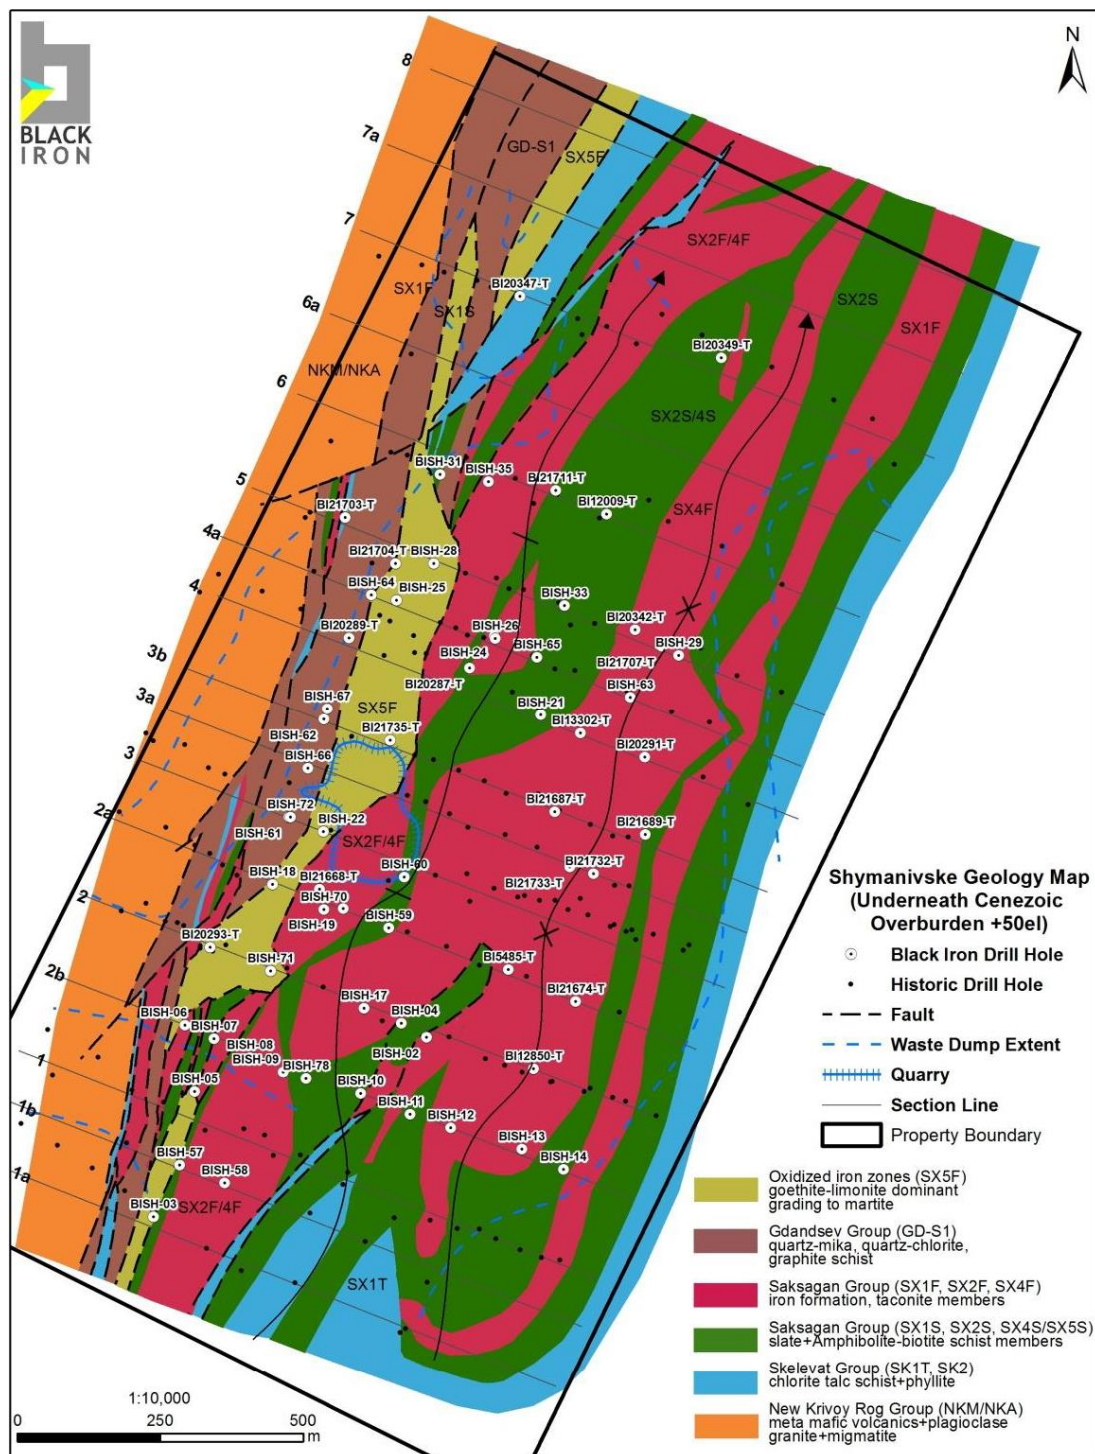 BLACK
IRON
N
8
7a
7
6a
6
5
4a
4
3b
3a
3
2a
2
2b
1
1b
1a
GD-S1
SX5F
SX2F/4F
BI20347-T
SX1F
SX1S
SX2S
SX1F
BI20349-T
NKM/NKA
SX2S/4S
BISH-31
BISH-35
BI21711-T
BI12009-T
BI21703-T
SX4F
BI21704-T
BISH-28
BISH-64
BISH-25
BISH-33
BI20289-T
BISH-26
BI20342-T
BISH-24
BISH-65
BISH-29
BI20287-T
BI21707-T
BISH-63
BISH-67
SX5F
BISH-21
BISH-62
BI21735-T
BI13302-T
BISH-66
BI20291-T
BISH-72
BISH-22
BI21687-T
BISH-61
SX2F/4F
BI21689-T
BISH-18
BI21668-T
BISH-60
BI21732-T
BI21733-T
BISH-70
BISH-19
BISH-59
BI20293-T
BISH-71
BI5485-T
BI21674-T
BISH-17
BISH-06
BISH-07
BISH-04
BISH-08
BISH-02
BISH-09
BISH-78
BI12850-T
BISH-05
BISH-10
BISH-11
BISH-12
BISH-13
BISH-57
BISH-14
BISH-58
BISH-03
SX2F/4F
SX1T
Shymanivske Geology Map
(Underneath Cenezoic
Overburden +50el)
Black Iron Drill Hole
Historic Drill Hole
Fault
Waste Dump Extent
Quarry
Section Line
Property Boundary
Oxidized iron zones (SX5F)
goethite-limonite dominant
grading to martite
Gdandsev Group (GD-S1)
quartz-mika, quartz-chlorite,
graphite schist
Saksagan Group (SX1F, SX2F, SX4F)
iron formation, taconite members
Saksagan Group (SX1S, SX2S, SX4S/SX5S)
slate+Amphibolite-biotite schist members
Skelevat Group (SK1T, SK2)
chlorite talc schist+phyllite
New Krivoy Rog Group (NKM/NKA)
meta mafic volcanics+plagioclase
granite+migmatite
1:10,000
0 250 500
m